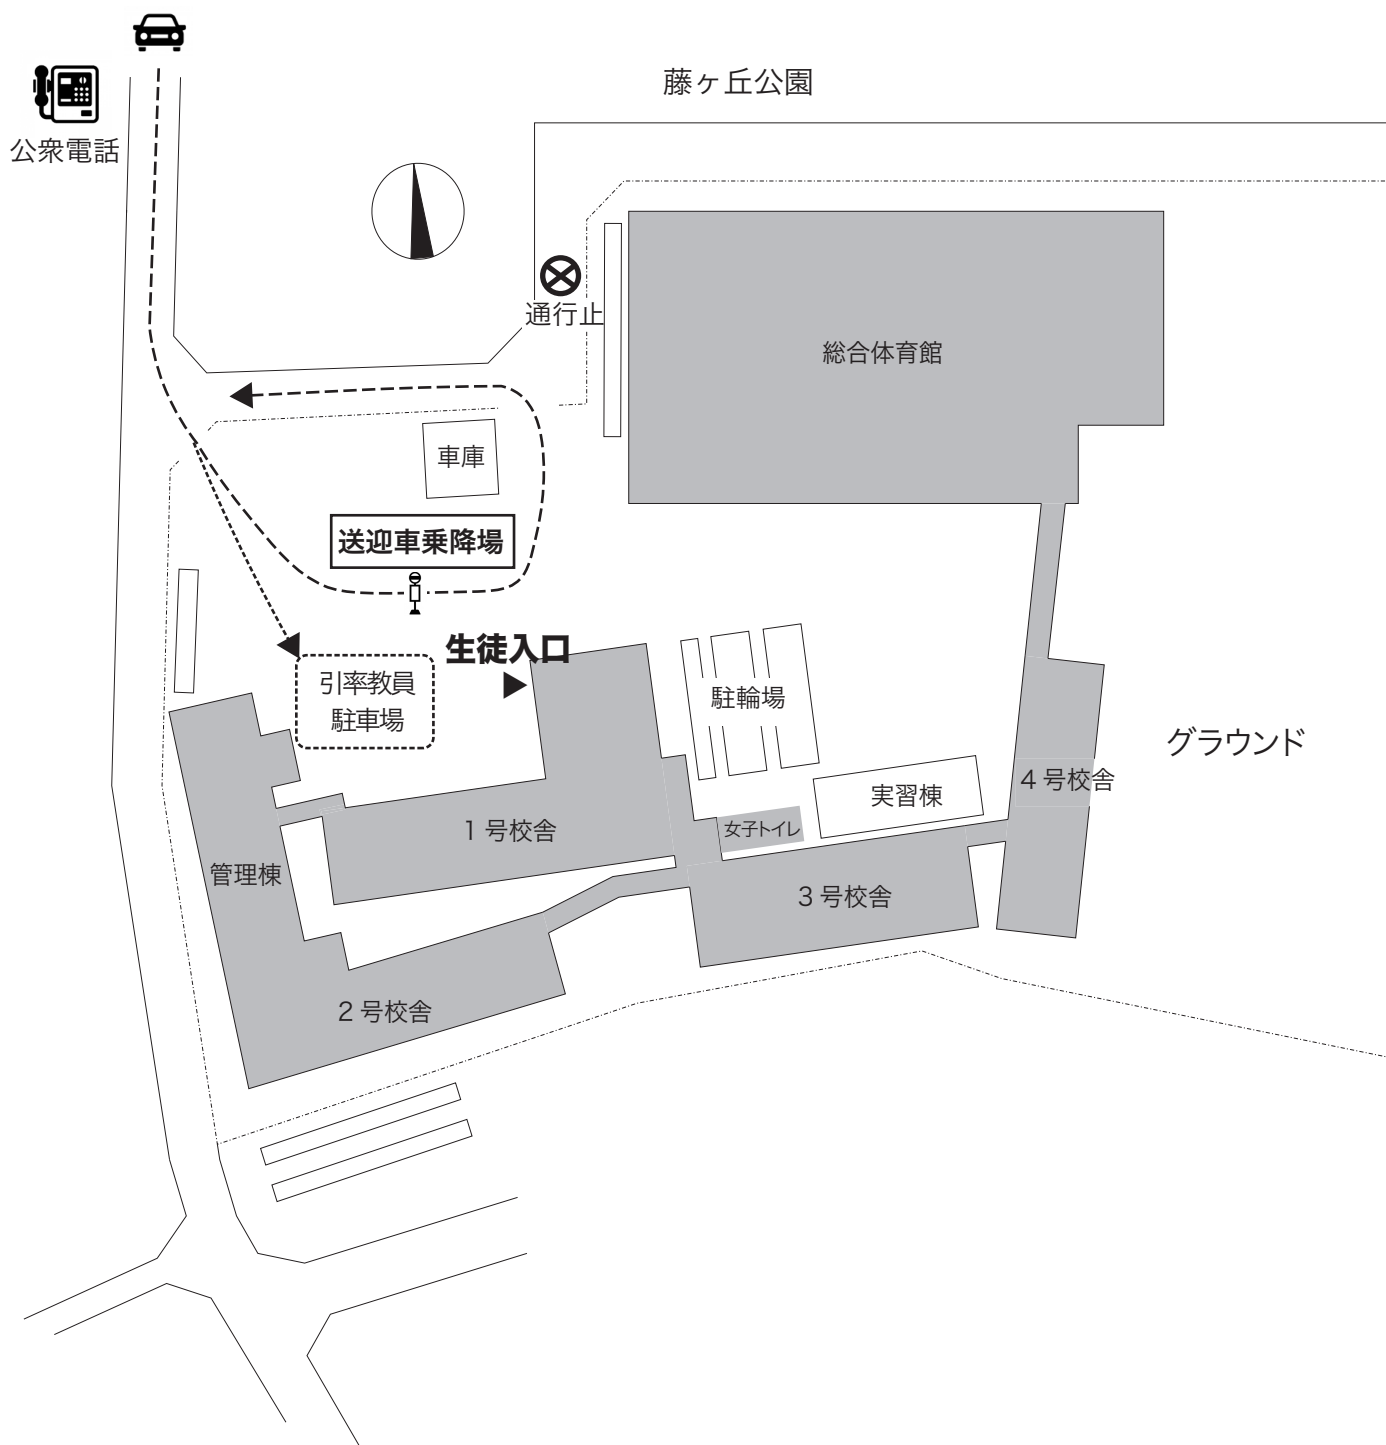 藤ヶ丘公園
公衆電話
通行止
総合体育館
車庫
送迎車乗降場
生徒入口
引率教員
駐車場
駐輪場
グラウンド
4号校舎
実習棟
女子トイレ
1号校舎
管理棟
3号校舎
2号校舎